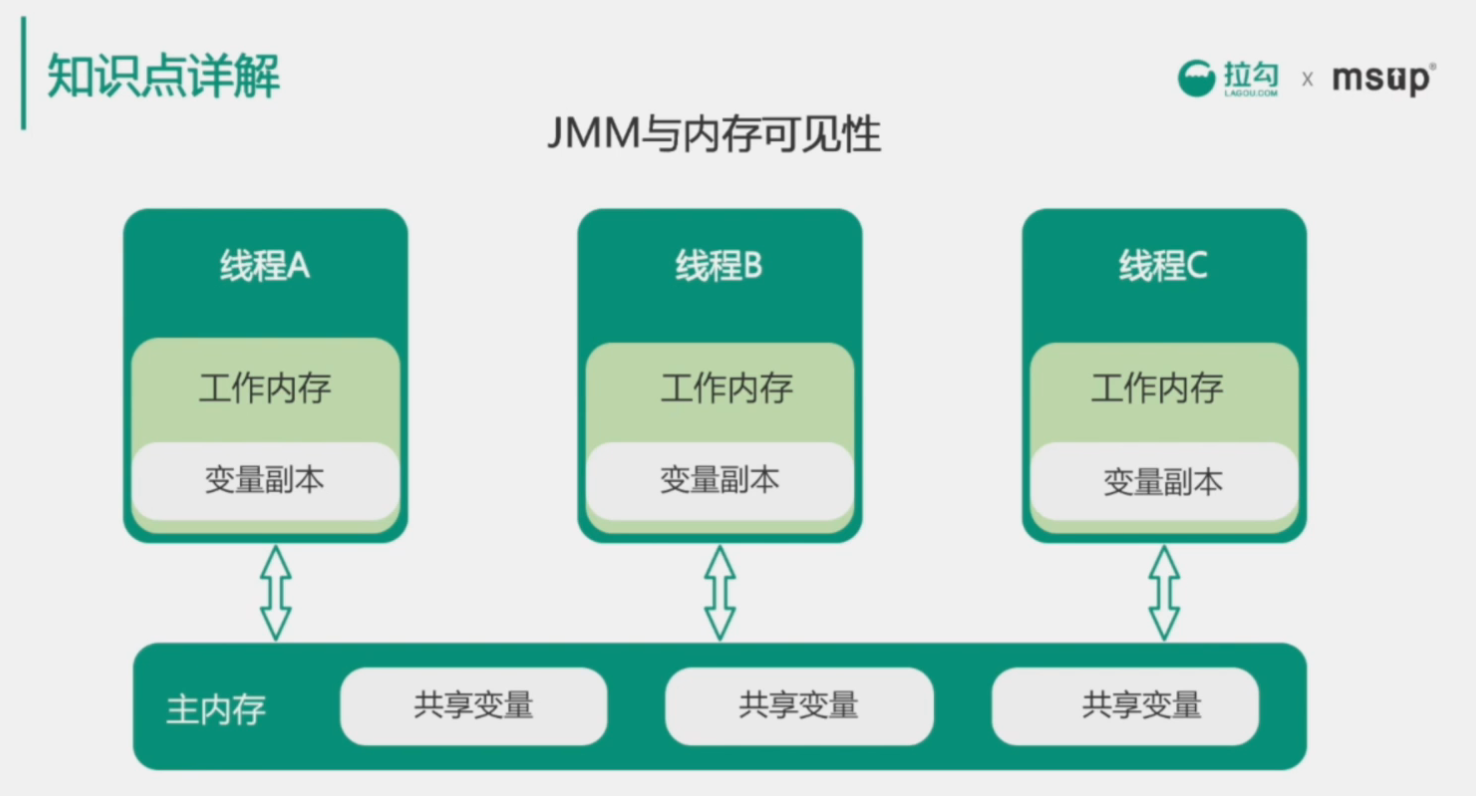 知识点详解
拉勾
LAGOU.COM
x
msup®
JMM与内存可见性
线程A
线程B
线程C
工作内存
工作内存
工作内存
变量副本
变量副本
变量副本
主内存
共享变量
共享变量
共享变量